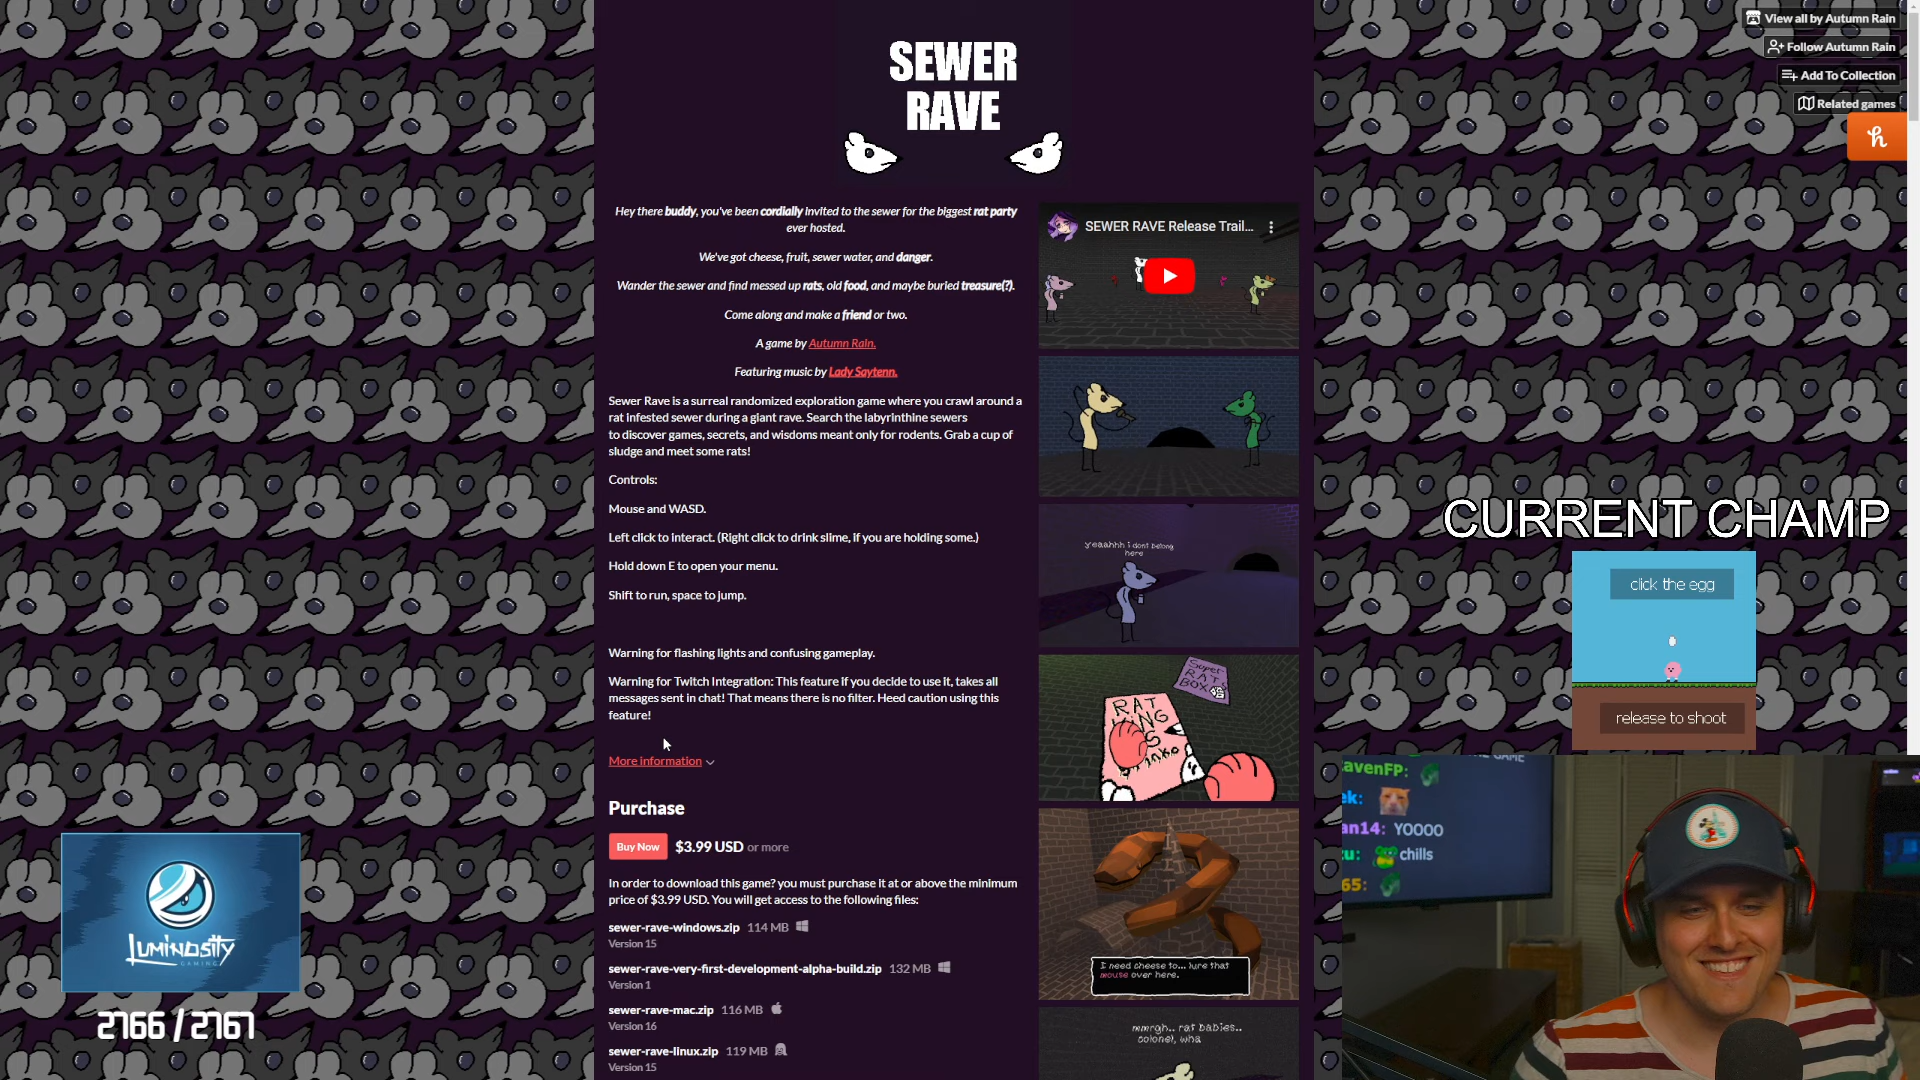 SEWER
RAVE
View all by Autumn Rain
Follow Autumn Rain
Add To Collection
Related games
Hey there buddy, you've been cordially invited to the sewer for the biggest rat party
ever hosted.
We've got cheese, fruit, sewer water, and danger.
Wander the sewer and find messed up rats, old food, and maybe buried treasure(?).
Come along and make a friend or two.
A game by Autumn Rain.
Featuring music by Lady Saytenn.
Sewer Rave is a surreal randomized exploration game where you crawl around a
rat infested sewer during a giant rave. Search the labyrinthine sewers
to discover games, secrets, and wisdoms meant only for rodents. Grab a cup of
sludge and meet some rats!
Controls:
Mouse and WASD.
Left click to interact. (Right click to drink slime, if you are holding some.)
Hold down E to open your menu.
Shift to run, space to jump.
Warning for flashing lights and confusing gameplay.
Warning for Twitch Integration: This feature if you decide to use it, takes all
messages sent in chat! That means there is no filter. Heed caution using this
feature!
More information
Purchase
Buy Now $3.99 USD or more
In order to download this game? you must purchase it at or above the minimum
price of $3.99 USD. You will get access to the following files:
sewer-rave-windows.zip 114 MB
Version 15
sewer-rave-very-first-development-alpha-build.zip 132 MB
Version 1
sewer-rave-mac.zip 116 MB
Version 16
sewer-rave-linux.zip 119 MB
Version 15
SEWER RAVE Release Trail...
yeaahhh i dont belong
here
Super
RAT
BOX
RAT
I need cheese to... lure that
mouse over here.
mmrgh.. rat babies..
colonel, wha
CURRENT CHAMP
click the egg
release to shoot
avenFP:
ek:
an14: YOOOO
u: chills
65:
LUMINOSITY
GAMING
2766 / 2767